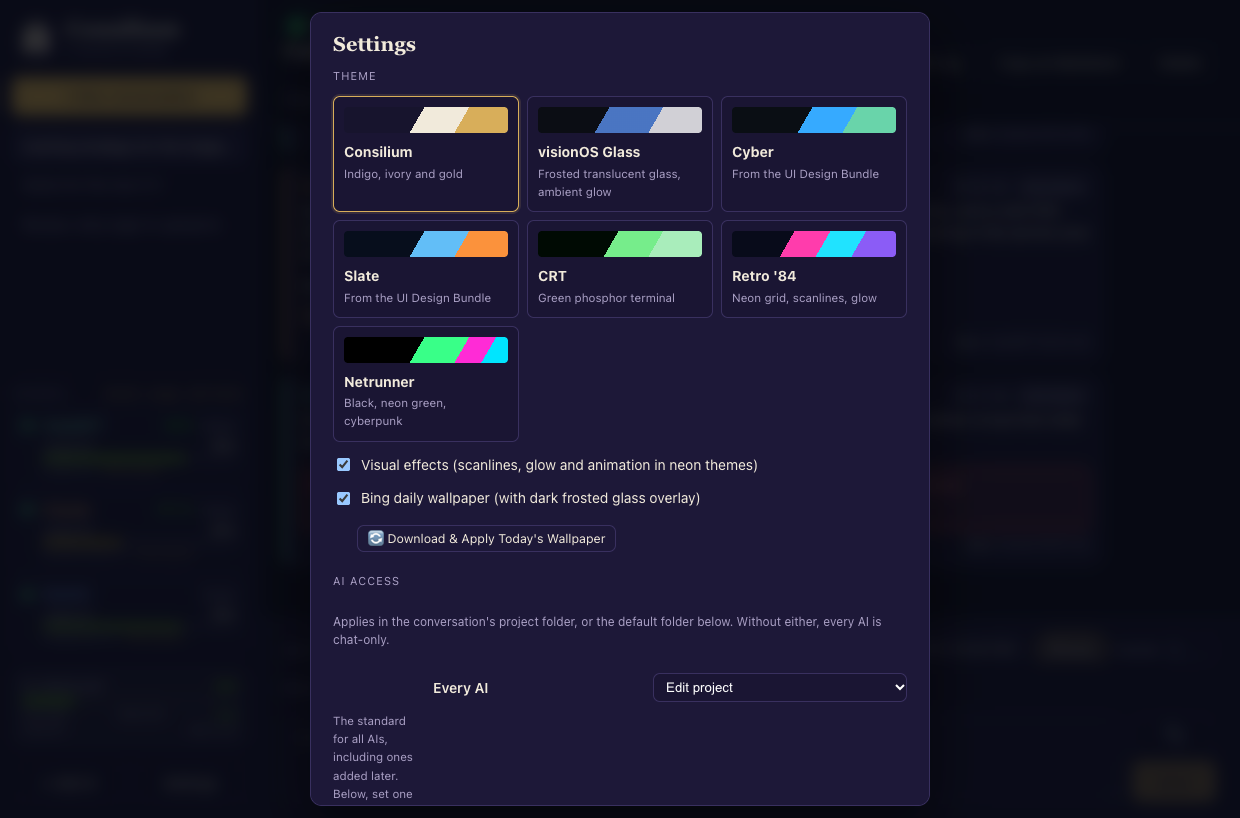 Settings
THEME
Consilium
Indigo, ivory and gold
visionOS Glass
Frosted translucent glass,
ambient glow
Cyber
From the UI Design Bundle
Slate
From the UI Design Bundle
CRT
Green phosphor terminal
Retro '84
Neon grid, scanlines, glow
Netrunner
Black, neon green,
cyberpunk
Visual effects (scanlines, glow and animation in neon themes)
Bing daily wallpaper (with dark frosted glass overlay)
Download & Apply Today's Wallpaper
AI ACCESS
Applies in the conversation's project folder, or the default folder below. Without either, every AI is
chat-only.
Every AI
Edit project
The standard
for all AIs,
including ones
added later.
Below, set one